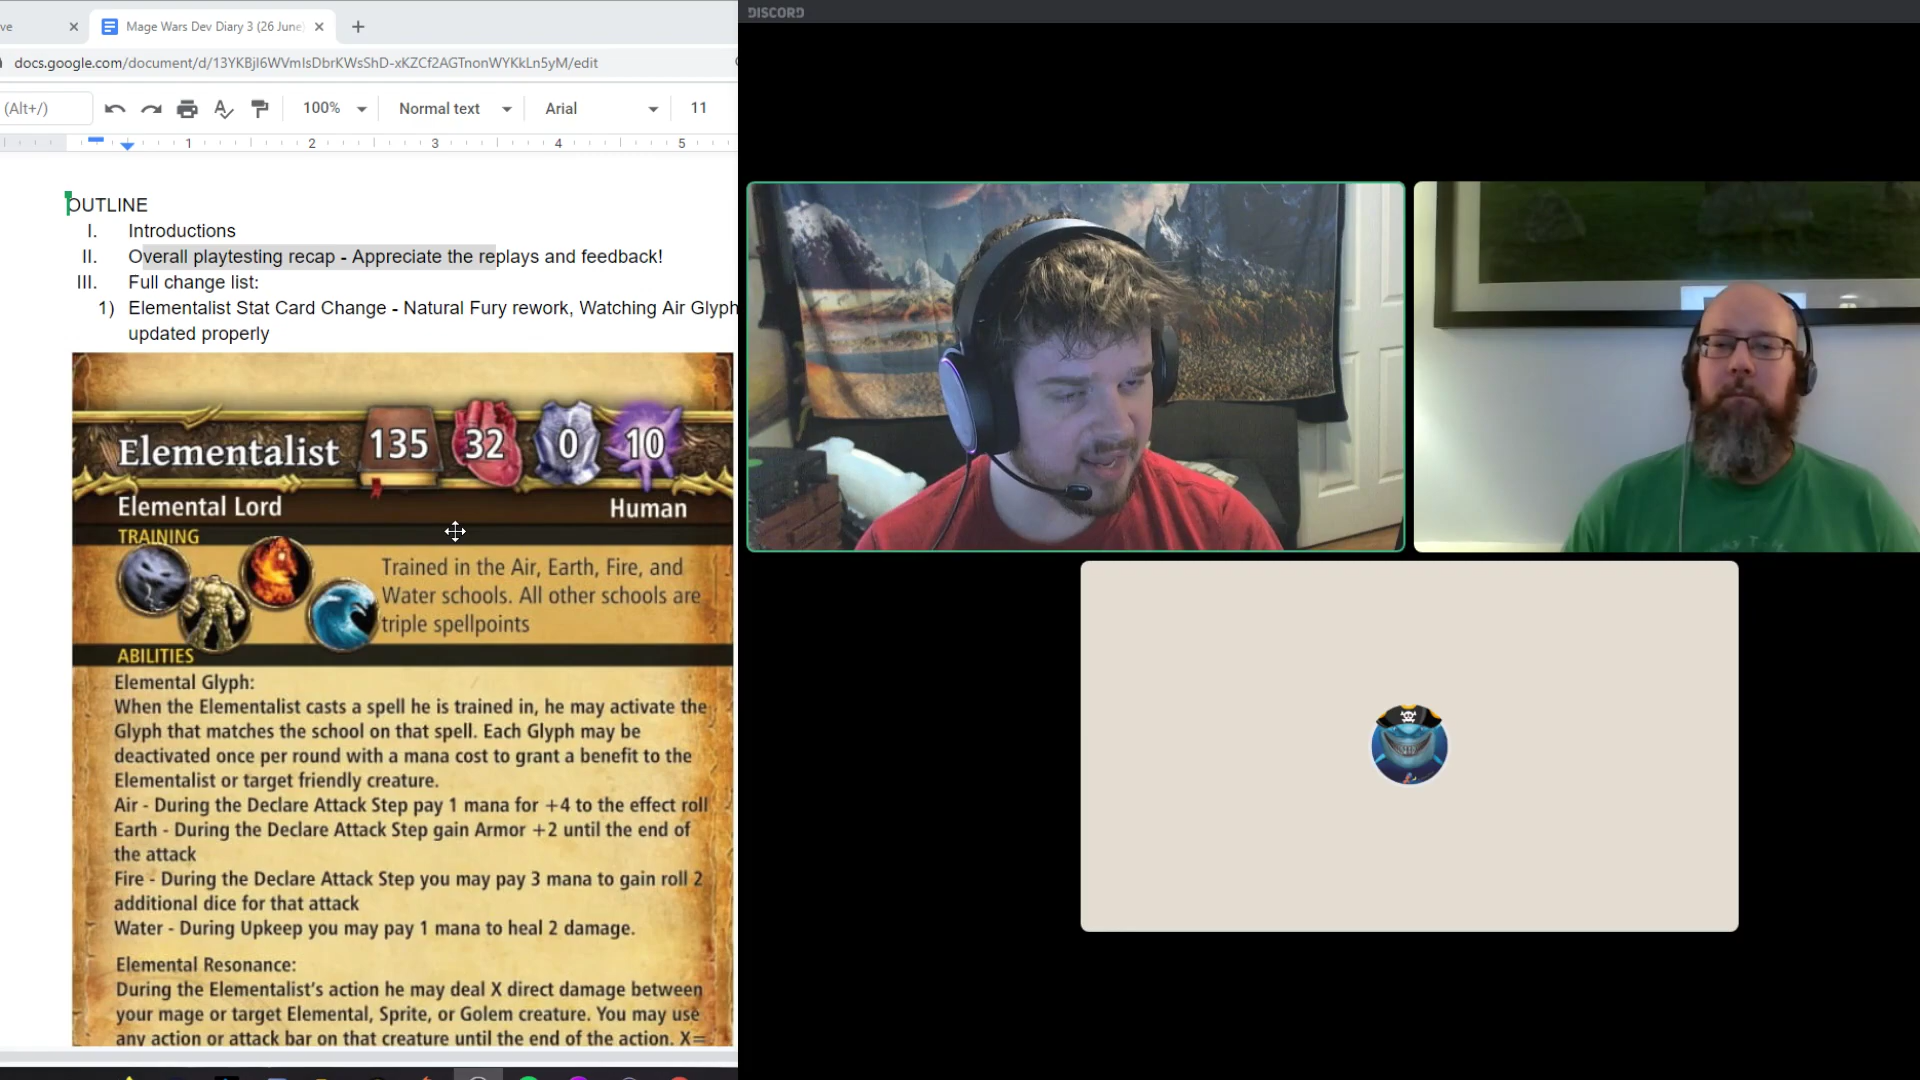 ve
Mage Wars Dev Diary 3 (26 June
docs.google.com/document/d/13YKBjI6WVmIsDbrKWsShD-xKZCf2AGTnonWYKkLn5yM/edit
(Alt+/)
100%
Normal text
Arial
11
1 2 3 4 5
OUTLINE
I. Introductions
II. Overall playtesting recap - Appreciate the replays and feedback!
III. Full change list:
1) Elementalist Stat Card Change - Natural Fury rework, Watching Air Glyph
updated properly
Elementalist 135 32 0 10
Elemental Lord Human
TRAINING
Trained in the Air, Earth, Fire, and
Water schools. All other schools are
triple spellpoints
ABILITIES
Elemental Glyph:
When the Elementalist casts a spell he is trained in, he may activate the
Glyph that matches the school on that spell. Each Glyph may be
deactivated once per round with a mana cost to grant a benefit to the
Elementalist or target friendly creature.
Air - During the Declare Attack Step pay 1 mana for +4 to the effect roll
Earth - During the Declare Attack Step gain Armor +2 until the end of
the attack
Fire - During the Declare Attack Step you may pay 3 mana to gain roll 2
additional dice for that attack
Water - During Upkeep you may pay 1 mana to heal 2 damage.
Elemental Resonance:
During the Elementalist's action he may deal X direct damage between
your mage or target Elemental, Sprite, or Golem creature. You may use
any action or attack bar on that creature until the end of the action. X=
DISCORD